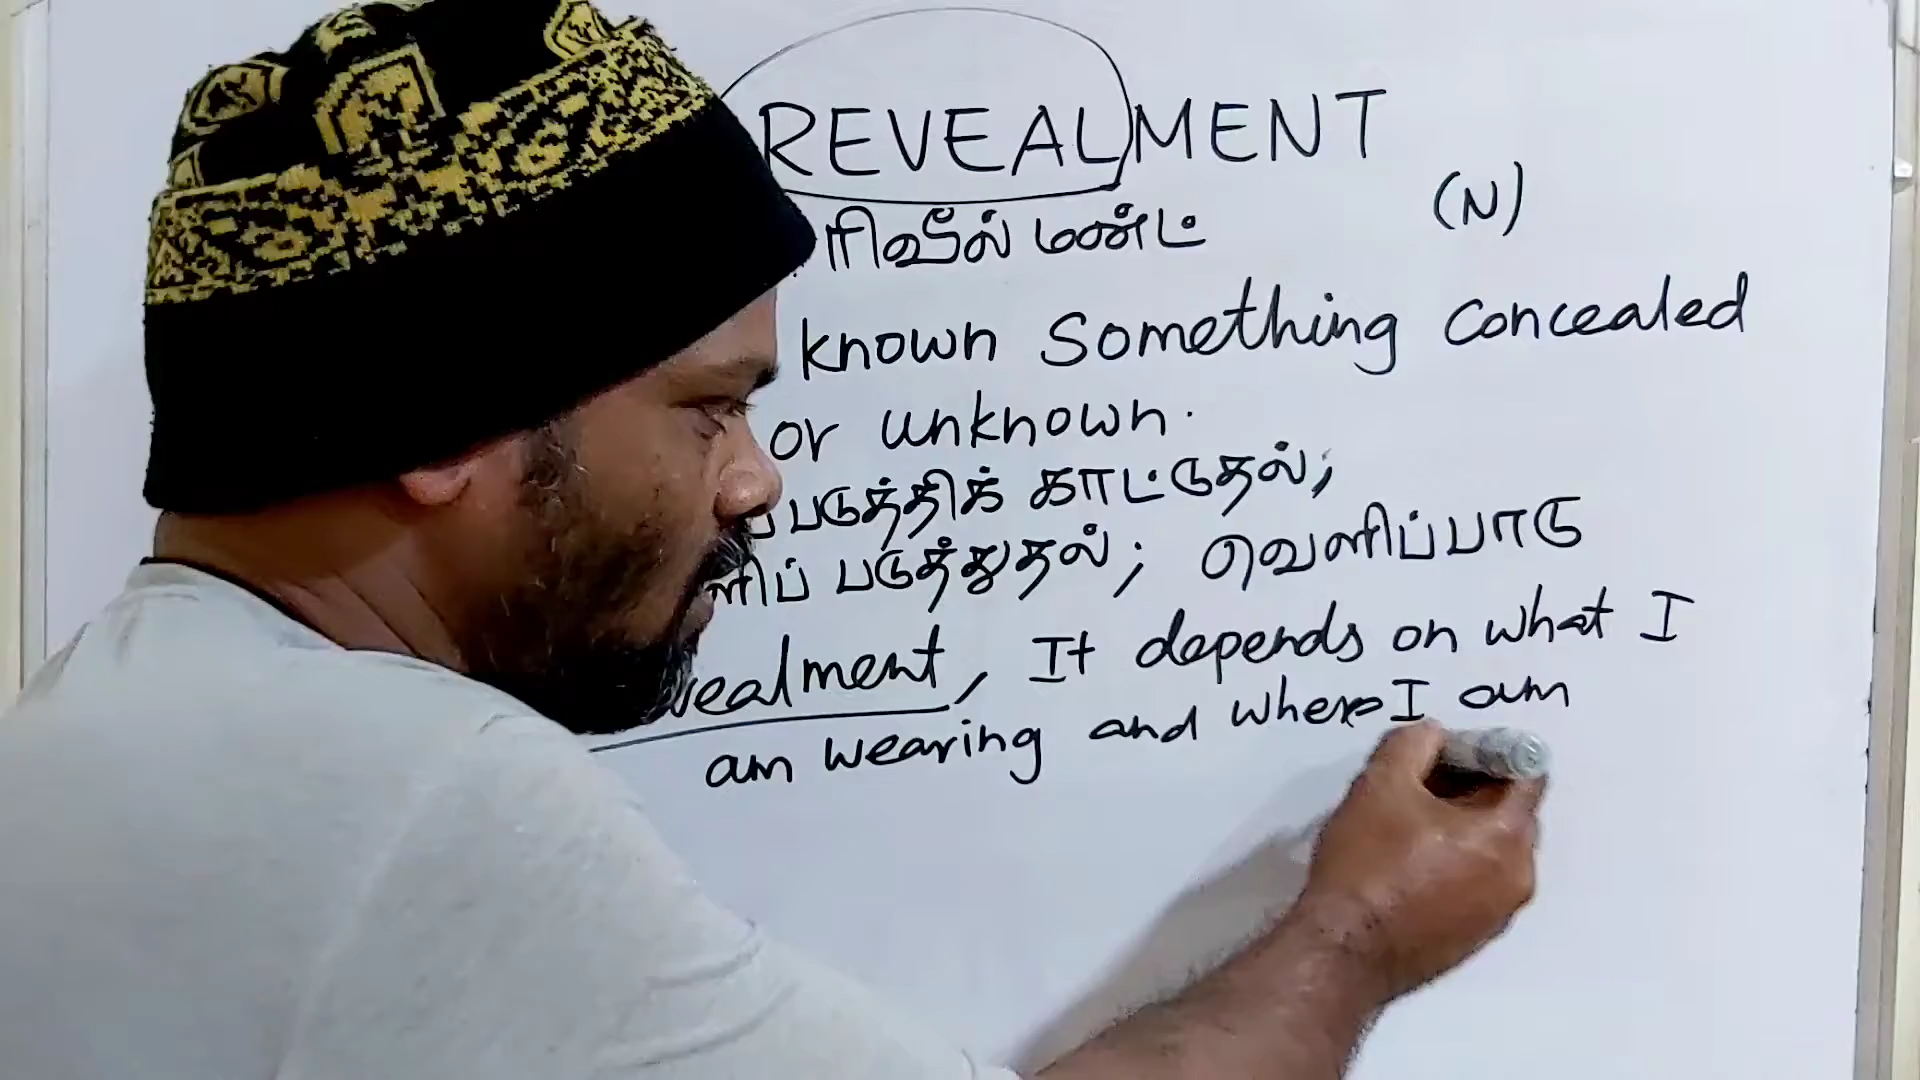 REVEALMENT
(N)
ரிவீல் மண்ட்
known something concealed
or unknown.
படுத்திக் காட்டுதல்;
ளிப் படுத்துதல்; வெளிப்பாடு
vealment, It depends on what I
am wearing and where I am